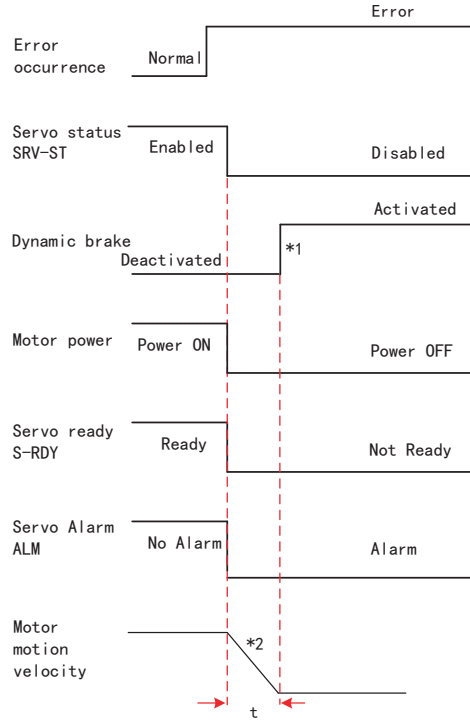 Error
Error
occurrence
Normal
Servo status
SRV-ST
Enabled
Disabled
Activated
Dynamic brake
Deactivated
*1
Motor power
Power ON
Power OFF
Servo ready
S-RDY
Ready
Not Ready
Servo Alarm
ALM
No Alarm
Alarm
Motor
motion
velocity
*2
t